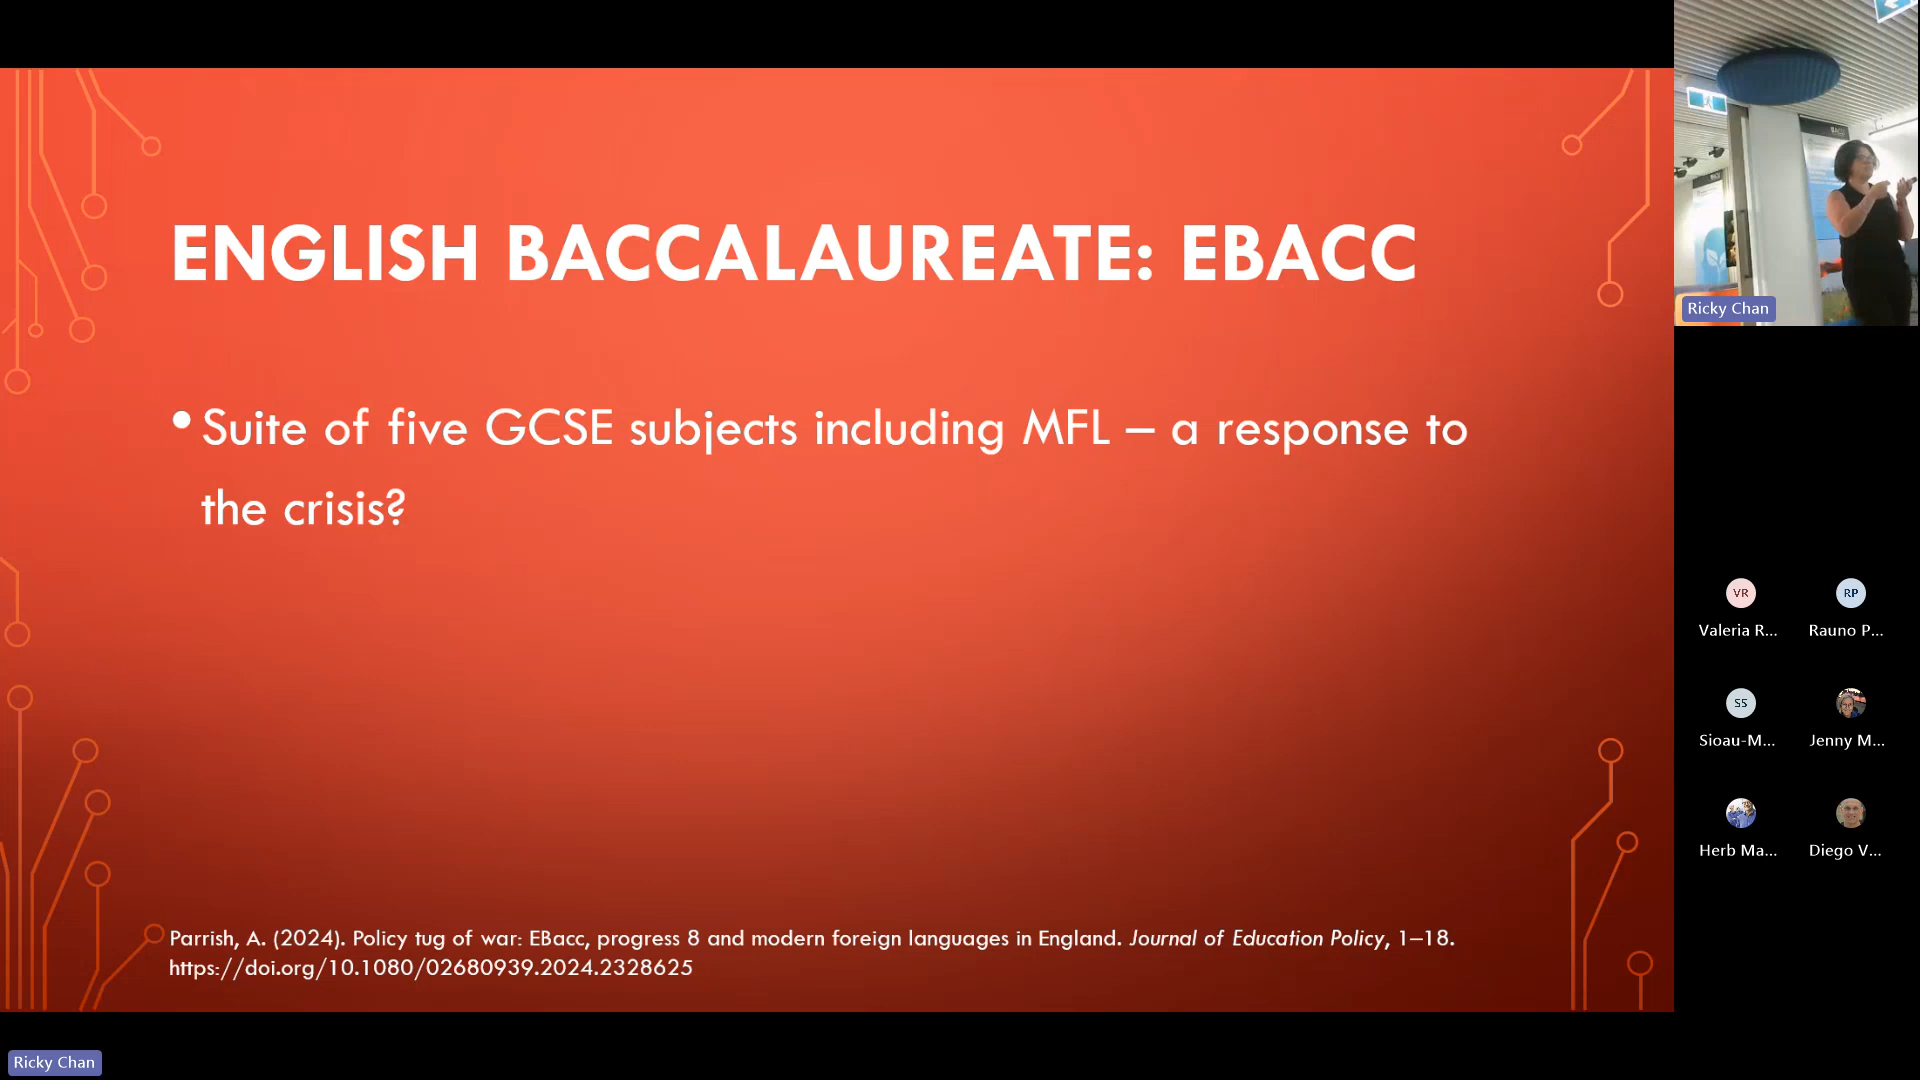 ENGLISH BACCALAUREATE: EBACC
• Suite of five GCSE subjects including MFL – a response to
the crisis?
Parrish, A. (2024). Policy tug of war: EBacc, progress 8 and modern foreign languages in England. Journal of Education Policy, 1–18.
https://doi.org/10.1080/02680939.2024.2328625
Ricky Chan
VR
RP
Valeria R...
Rauno P...
SS
Sioau-M...
Jenny M...
Herb Ma...
Diego V...
Ricky Chan